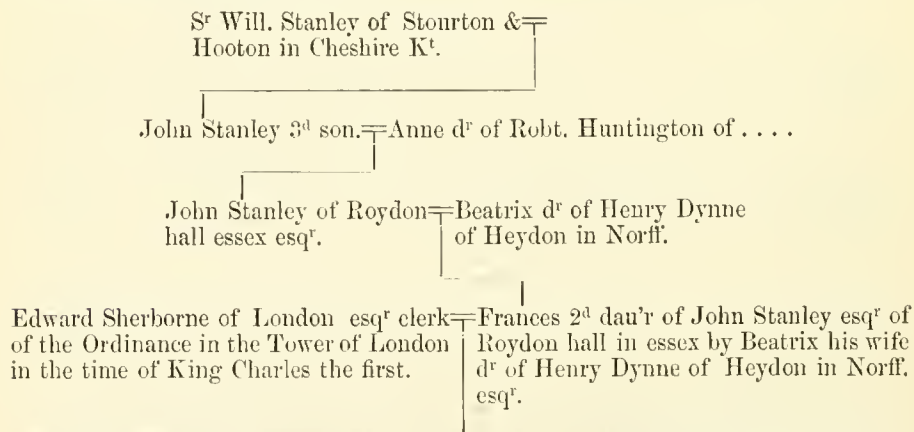 Sʳ Will. Stanley of Stourton &
Hooton in Cheshire Kᵗ.
John Stanley 3ᵈ son. Anne dʳ of Robt. Huntington of . . . .
John Stanley of Roydon
hall essex esqʳ.
Beatrix dʳ of Henry Dynne
of Heydon in Norff.
Edward Sherborne of London esqʳ clerk
of the Ordinance in the Tower of London
in the time of King Charles the first.
Frances 2ᵈ dau'r of John Stanley esqʳ of
Roydon hall in essex by Beatrix his wife
dʳ of Henry Dynne of Heydon in Norff.
esqʳ.